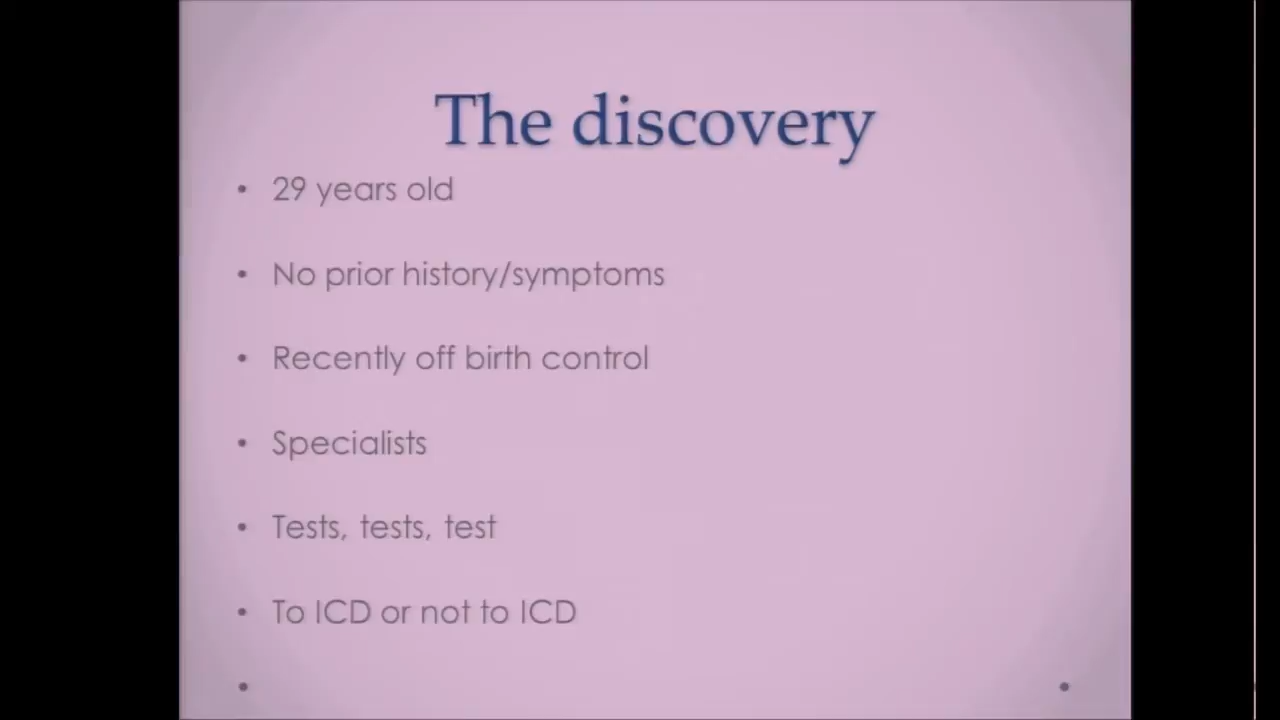 The discovery
• 29 years old
• No prior history/symptoms
• Recently off birth control
• Specialists
• Tests, tests, test
• To ICD or not to ICD